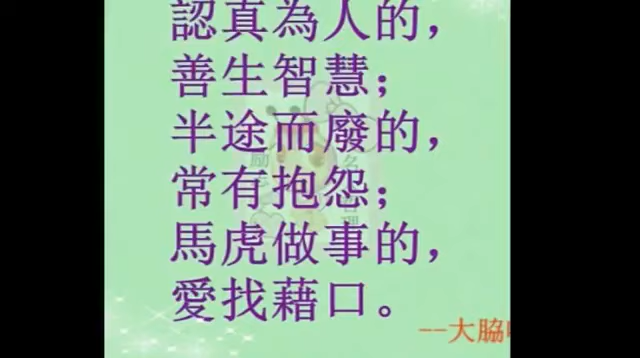 認真為人的，
善生智慧；
半途而廢的，
常有抱怨；
馬虎做事的，
愛找藉口。
--大脇